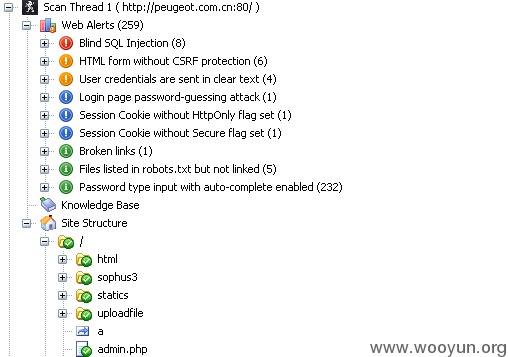 Scan Thread 1 ( http://peugeot.com.cn:80/ )
Web Alerts (259)
Blind SQL Injection (8)
HTML form without CSRF protection (6)
User credentials are sent in clear text (4)
Login page password-guessing attack (1)
Session Cookie without HttpOnly flag set (1)
Session Cookie without Secure flag set (1)
Broken links (1)
Files listed in robots.txt but not linked (5)
Password type input with auto-complete enabled (232)
Knowledge Base
Site Structure
/
html
sophus3
statics
uploadfile
a
admin.php
www.wooyun.org